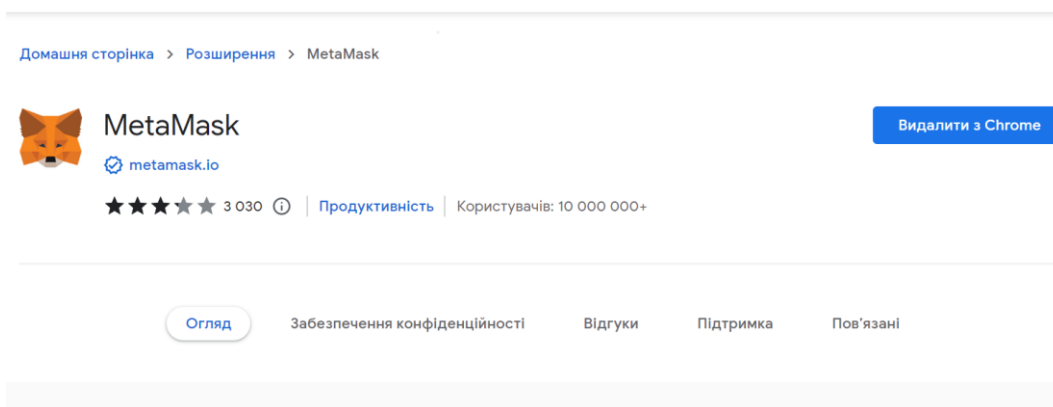 Домашня сторінка > Розширення > MetaMask
MetaMask
Видалити з Chrome
metamask.io
3 030 | Продуктивність | Користувачів: 10 000 000+
Огляд Забезпечення конфіденційності Відгуки Підтримка Пов'язані